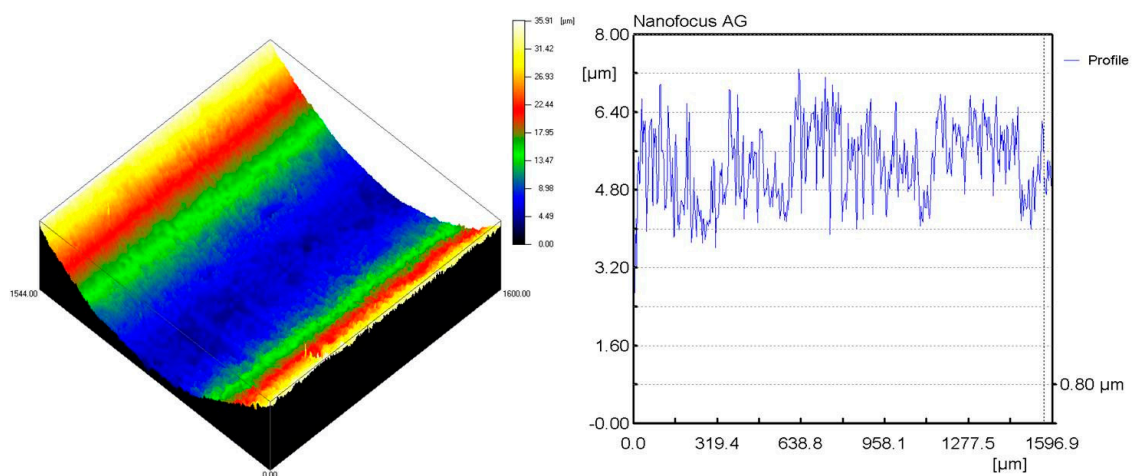 35.91 [µm]
31.42
26.93
22.44
17.95
13.47
8.98
4.49
0.00
1544.00
1600.00
0.00
Nanofocus AG
8.00
[µm]
6.40
4.80
3.20
1.60
-0.00
Profile
0.80 µm
0.0 319.4 638.8 958.1 1277.5 1596.9
[µm]